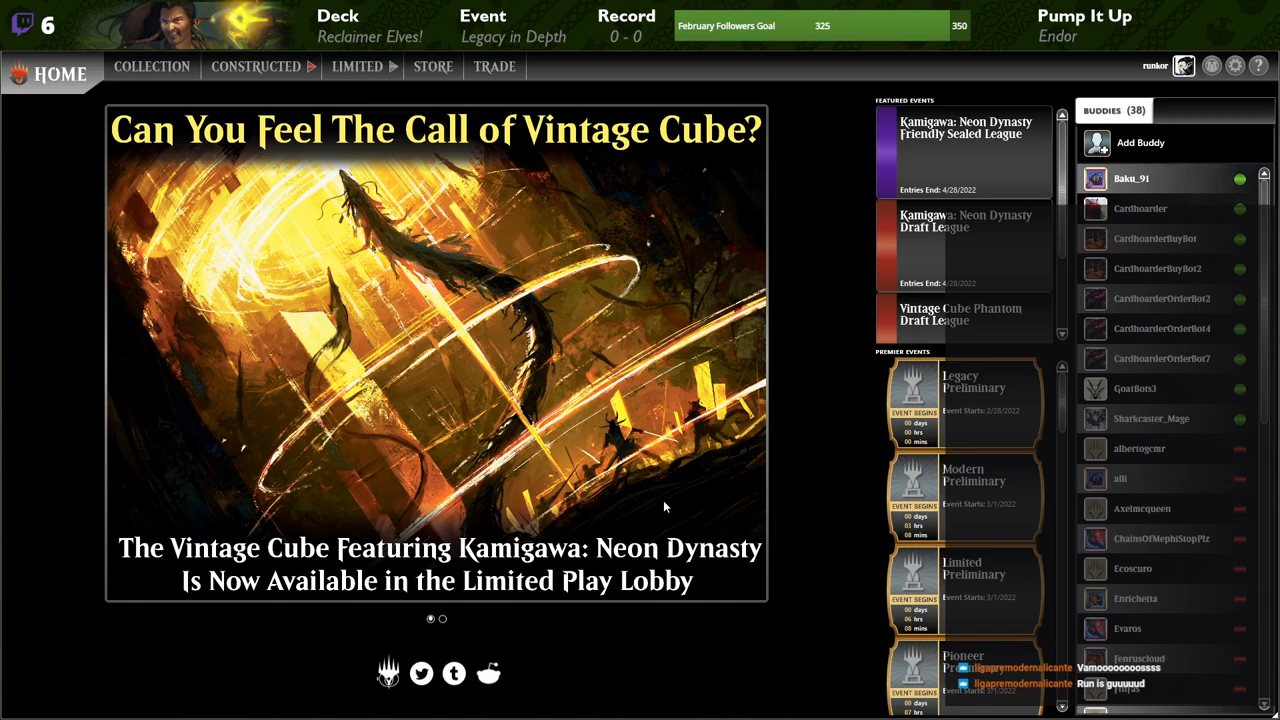 6
Deck
Reclaimer Elves!
Event
Legacy in Depth
Record
0 - 0
February Followers Goal 325 350
Pump It Up
Endor
HOME
COLLECTION
CONSTRUCTED
LIMITED
STORE
TRADE
runkor
?
Can You Feel The Call of Vintage Cube?
The Vintage Cube Featuring Kamigawa: Neon Dynasty
Is Now Available in the Limited Play Lobby
FEATURED EVENTS
Kamigawa: Neon Dynasty
Friendly Sealed League
Entries End: 4/28/2022
Kamigawa: Neon Dynasty
Draft League
Entries End: 4/28/2022
Vintage Cube Phantom
Draft League
PREMIER EVENTS
Legacy
Preliminary
Event Starts: 2/28/2022
EVENT BEGINS
00 days
00 hrs
00 mins
Modern
Preliminary
Event Starts: 3/1/2022
EVENT BEGINS
00 days
03 hrs
08 mins
Limited
Preliminary
Event Starts: 3/1/2022
EVENT BEGINS
00 days
06 hrs
08 mins
Pioneer
Event Starts: 3/1/2022
EVENT BEGINS
00 days
07 hrs
BUDDIES (38)
Add Buddy
Baku_91
Cardhoarder
CardhoarderBuyBot
CardhoarderBuyBot2
CardhoarderOrderBot2
CardhoarderOrderBot4
CardhoarderOrderBot7
GoatBots3
Sharkcaster_Mage
albertogcmr
alli
Axelmcqueen
ChainsOfMephiStopPlz
Ecoscuro
Enrichetta
Evaros
Fenruscloud
ligapremodernalicante Vamooooooossss
ligapremodernalicante Run is guuuuud